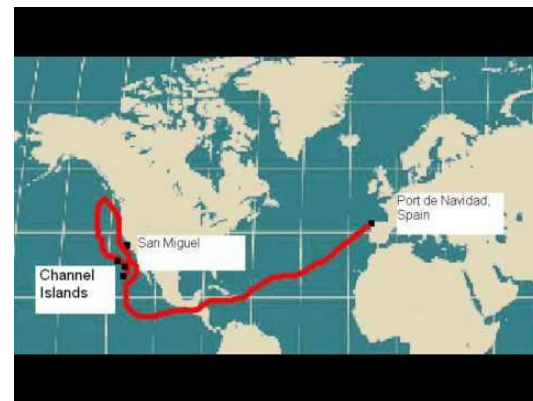 Port de Navidad,
Spain
San Miguel
Channel
Islands